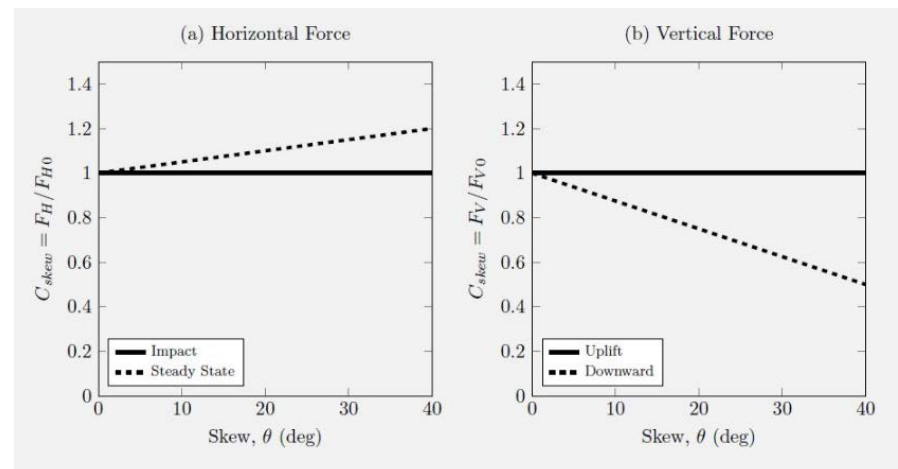 (a) Horizontal Force
C_skew = F_H/F_H0
1.4
1.2
1
0.8
0.6
0.4
0.2
0
Impact
Steady State
0 10 20 30 40
Skew, θ (deg)
(b) Vertical Force
C_skew = F_V/F_V0
1.4
1.2
1
0.8
0.6
0.4
0.2
0
Uplift
Downward
0 10 20 30 40
Skew, θ (deg)